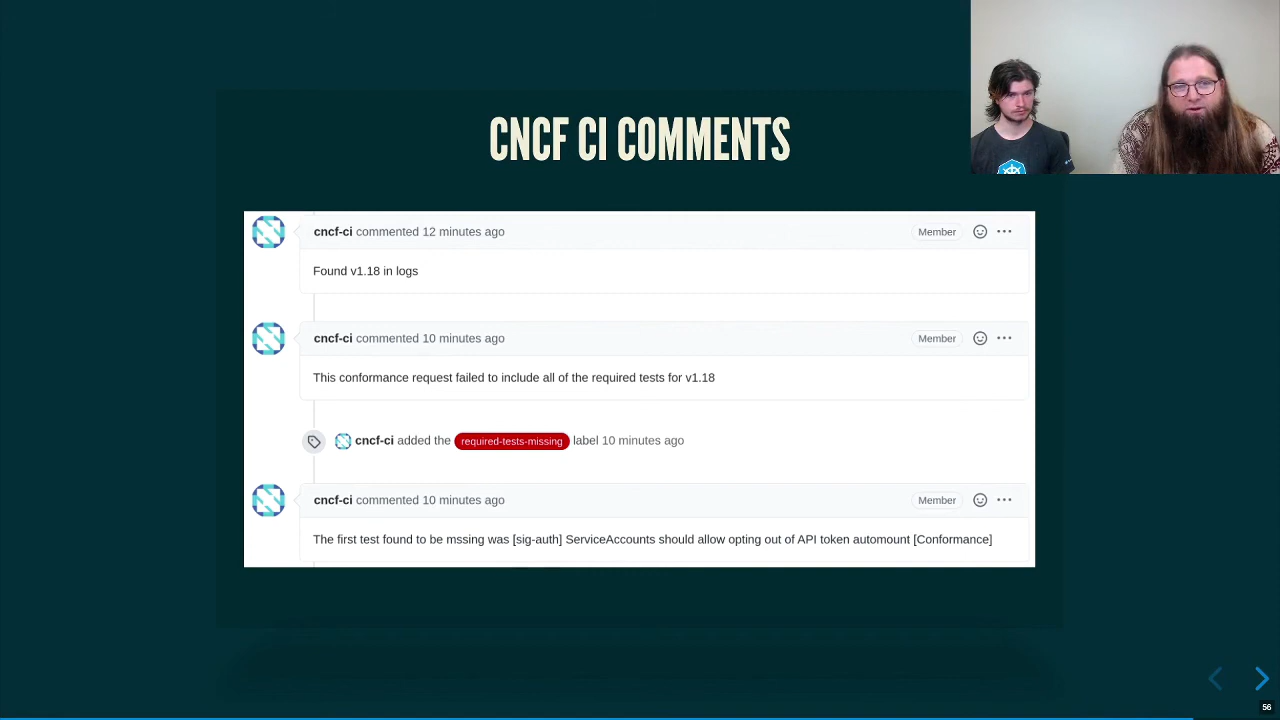 CNCF CI COMMENTS
cncf-ci commented 12 minutes ago
Member
Found v1.18 in logs
cncf-ci commented 10 minutes ago
Member
This conformance request failed to include all of the required tests for v1.18
cncf-ci added the required-tests-missing label 10 minutes ago
cncf-ci commented 10 minutes ago
Member
The first test found to be mssing was [sig-auth] ServiceAccounts should allow opting out of API token automount [Conformance]
56